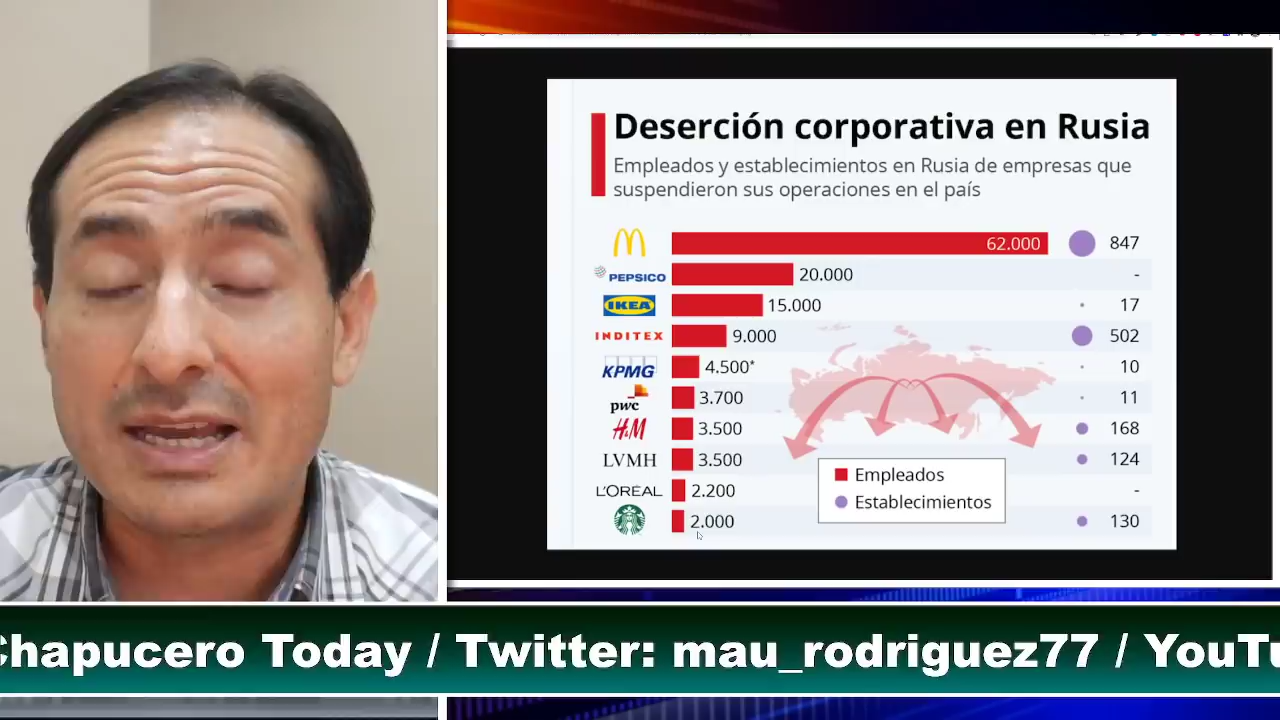 Deserción corporativa en Rusia
Empleados y establecimientos en Rusia de empresas que
suspendieron sus operaciones en el país
62.000 847
PEPSICO 20.000 -
IKEA 15.000 17
INDITEX 9.000 502
KPMG 4.500* 10
pwc 3.700 11
H&M 3.500 168
LVMH 3.500 124
L'ORÉAL 2.200 -
2.000 130
Empleados
Establecimientos
Chapucero Today / Twitter: mau_rodriguez77 / YouTu